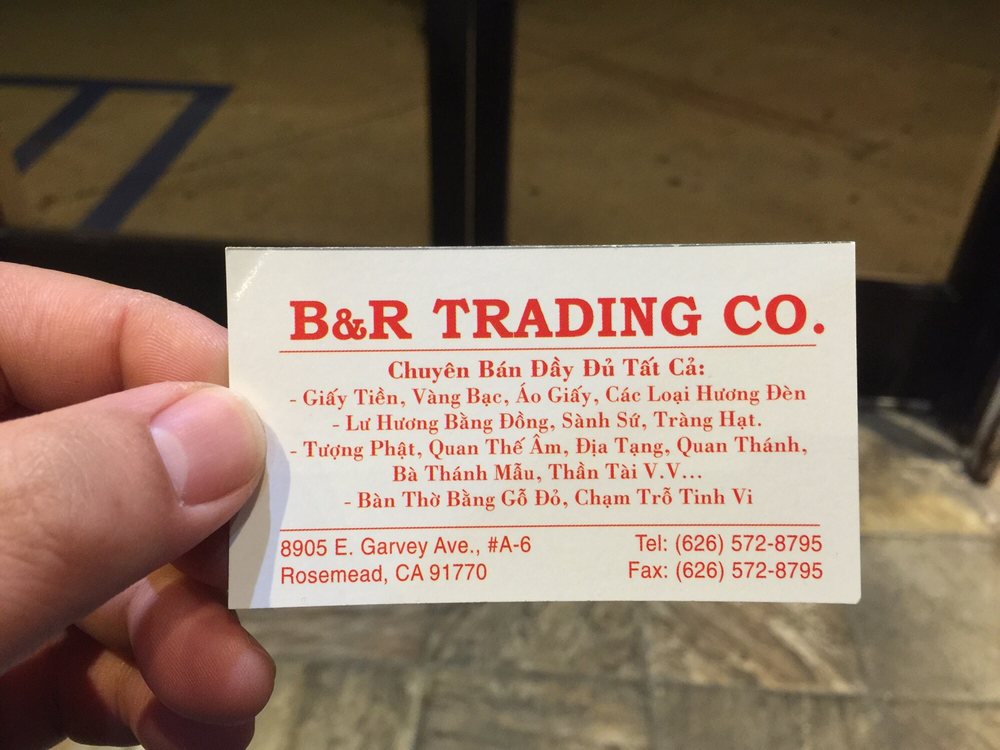 B&R TRADING CO.
Chuyên Bán Đầy Đủ Tất Cả:
- Giấy Tiền, Vàng Bạc, Áo Giấy, Các Loại Hương Đèn
- Lư Hương Bằng Đồng, Sành Sứ, Tràng Hạt.
- Tượng Phật, Quan Thế Âm, Địa Tạng, Quan Thánh,
Bà Thánh Mẫu, Thần Tài V.V...
- Bàn Thờ Bằng Gỗ Đỏ, Chạm Trỗ Tinh Vi
8905 E. Garvey Ave., #A-6 Tel: (626) 572-8795
Rosemead, CA 91770 Fax: (626) 572-8795